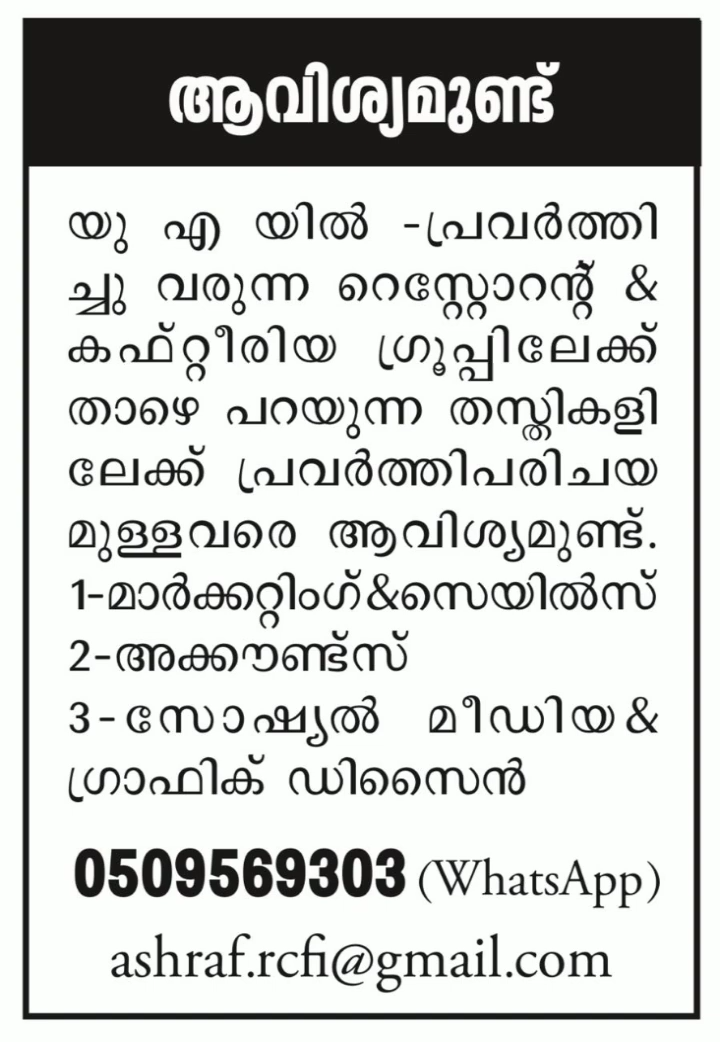 ആവിശ്യമുണ്ട്
യു എ യിൽ -പ്രവർത്തി
ച്ചു വരുന്ന റെസ്റ്റോറന്റ് &
കഫ്റ്റീരിയ ഗ്രൂപ്പിലേക്ക്
താഴെ പറയുന്ന തസ്തികളി
ലേക്ക് പ്രവർത്തിപരിചയ
മുള്ളവരെ ആവിശ്യമുണ്ട്.
1-മാർക്കറ്റിംഗ്&സെയിൽസ്
2-അക്കൗണ്ട്സ്
3-സോഷ്യൽ മീഡിയ&
ഗ്രാഫിക് ഡിസൈൻ
0509569303 (WhatsApp)
ashraf.rcfi@gmail.com